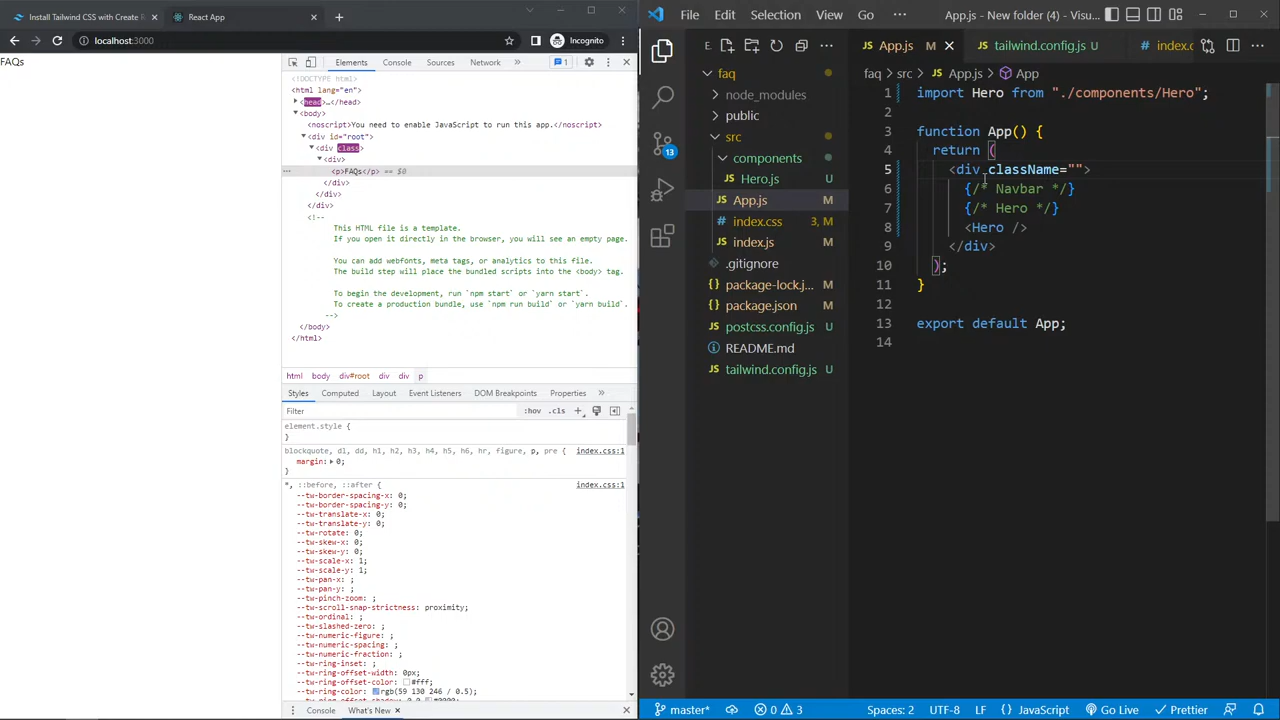 Install Tailwind CSS with Create R
React App
localhost:3000
Incognito
FAQs
Elements
Console
Sources
Network
1
<!DOCTYPE html>
<html lang="en">
<head>…</head>
<body>
<noscript>You need to enable JavaScript to run this app.</noscript>
<div id="root">
<div class>
<div>
<p>FAQs</p> == $0
</div>
</div>
</div>
<!--
This HTML file is a template.
If you open it directly in the browser, you will see an empty page.
You can add webfonts, meta tags, or analytics to this file.
The build step will place the bundled scripts into the <body> tag.
To begin the development, run `npm start` or `yarn start`.
To create a production bundle, use `npm run build` or `yarn build`.
-->
</body>
</html>
html body div#root div div p
Styles
Computed
Layout
Event Listeners
DOM Breakpoints
Properties
Filter
:hov .cls
element.style {
}
blockquote, dl, dd, h1, h2, h3, h4, h5, h6, hr, figure, p, pre { index.css:1
margin: 0;
}
*, ::before, ::after { index.css:1
--tw-border-spacing-x: 0;
--tw-border-spacing-y: 0;
--tw-translate-x: 0;
--tw-translate-y: 0;
--tw-rotate: 0;
--tw-skew-x: 0;
--tw-skew-y: 0;
--tw-scale-x: 1;
--tw-scale-y: 1;
--tw-pan-x: ;
--tw-pan-y: ;
--tw-pinch-zoom: ;
--tw-scroll-snap-strictness: proximity;
--tw-ordinal: ;
--tw-slashed-zero: ;
--tw-numeric-figure: ;
--tw-numeric-spacing: ;
--tw-numeric-fraction: ;
--tw-ring-inset: ;
--tw-ring-offset-width: 0px;
--tw-ring-offset-color: #fff;
--tw-ring-color: rgb(59 130 246 / 0.5);
Console
What's New
File
Edit
Selection
View
Go
App.js - New folder (4) - Visu...
App.js M
tailwind.config.js U
index.c
E
faq
node_modules
public
src
components
Hero.js U
App.js M
index.css 3, M
index.js M
.gitignore
package-lock.j... M
package.json M
postcss.config.js U
README.md
tailwind.config.js U
13
faq > src > App.js > App
1 import Hero from "./components/Hero";
2
3 function App() {
4 return (
5 <div className="">
6 {/* Navbar */}
7 {/* Hero */}
8 <Hero />
9 </div>
10 );
11 }
12
13 export default App;
14
master*
0 3
Spaces: 2
UTF-8
LF
JavaScript
Go Live
Prettier